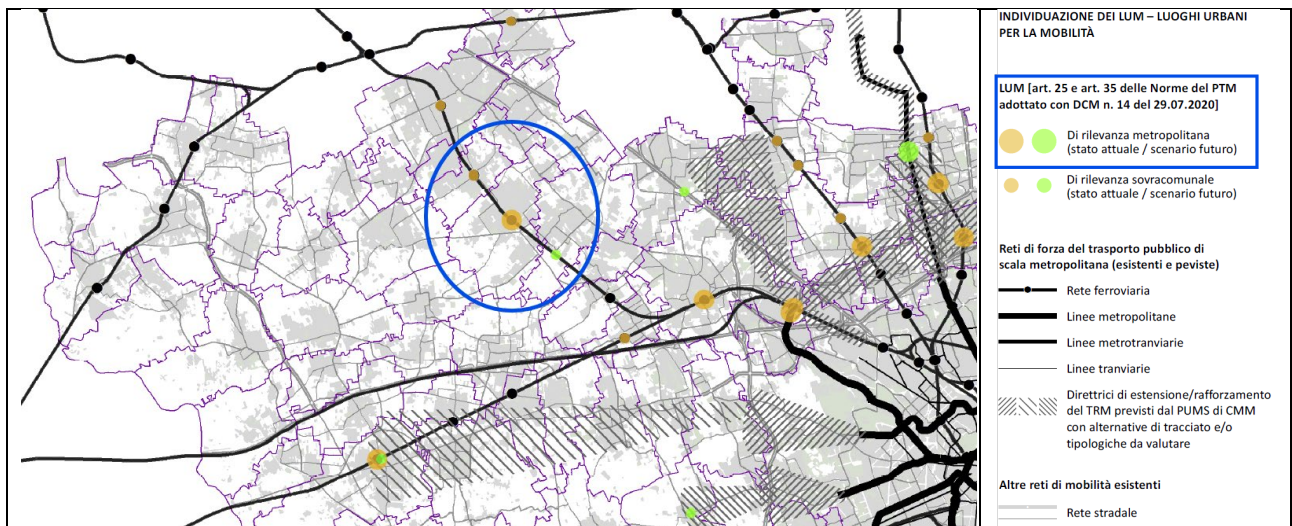 INDIVIDUAZIONE DEI LUM – LUOGHI URBANI
PER LA MOBILITÀ
LUM [art. 25 e art. 35 delle Norme del PTM
adottato con DCM n. 14 del 29.07.2020]
Di rilevanza metropolitana
(stato attuale / scenario futuro)
Di rilevanza sovracomunale
(stato attuale / scenario futuro)
Reti di forza del trasporto pubblico di
scala metropolitana (esistenti e peviste)
Rete ferroviaria
Linee metropolitane
Linee metrotranviarie
Linee tranviarie
Direttrici di estensione/rafforzamento
del TRM previsti dal PUMS di CMM
con alternative di tracciato e/o
tipologiche da valutare
Altre reti di mobilità esistenti
Rete stradale